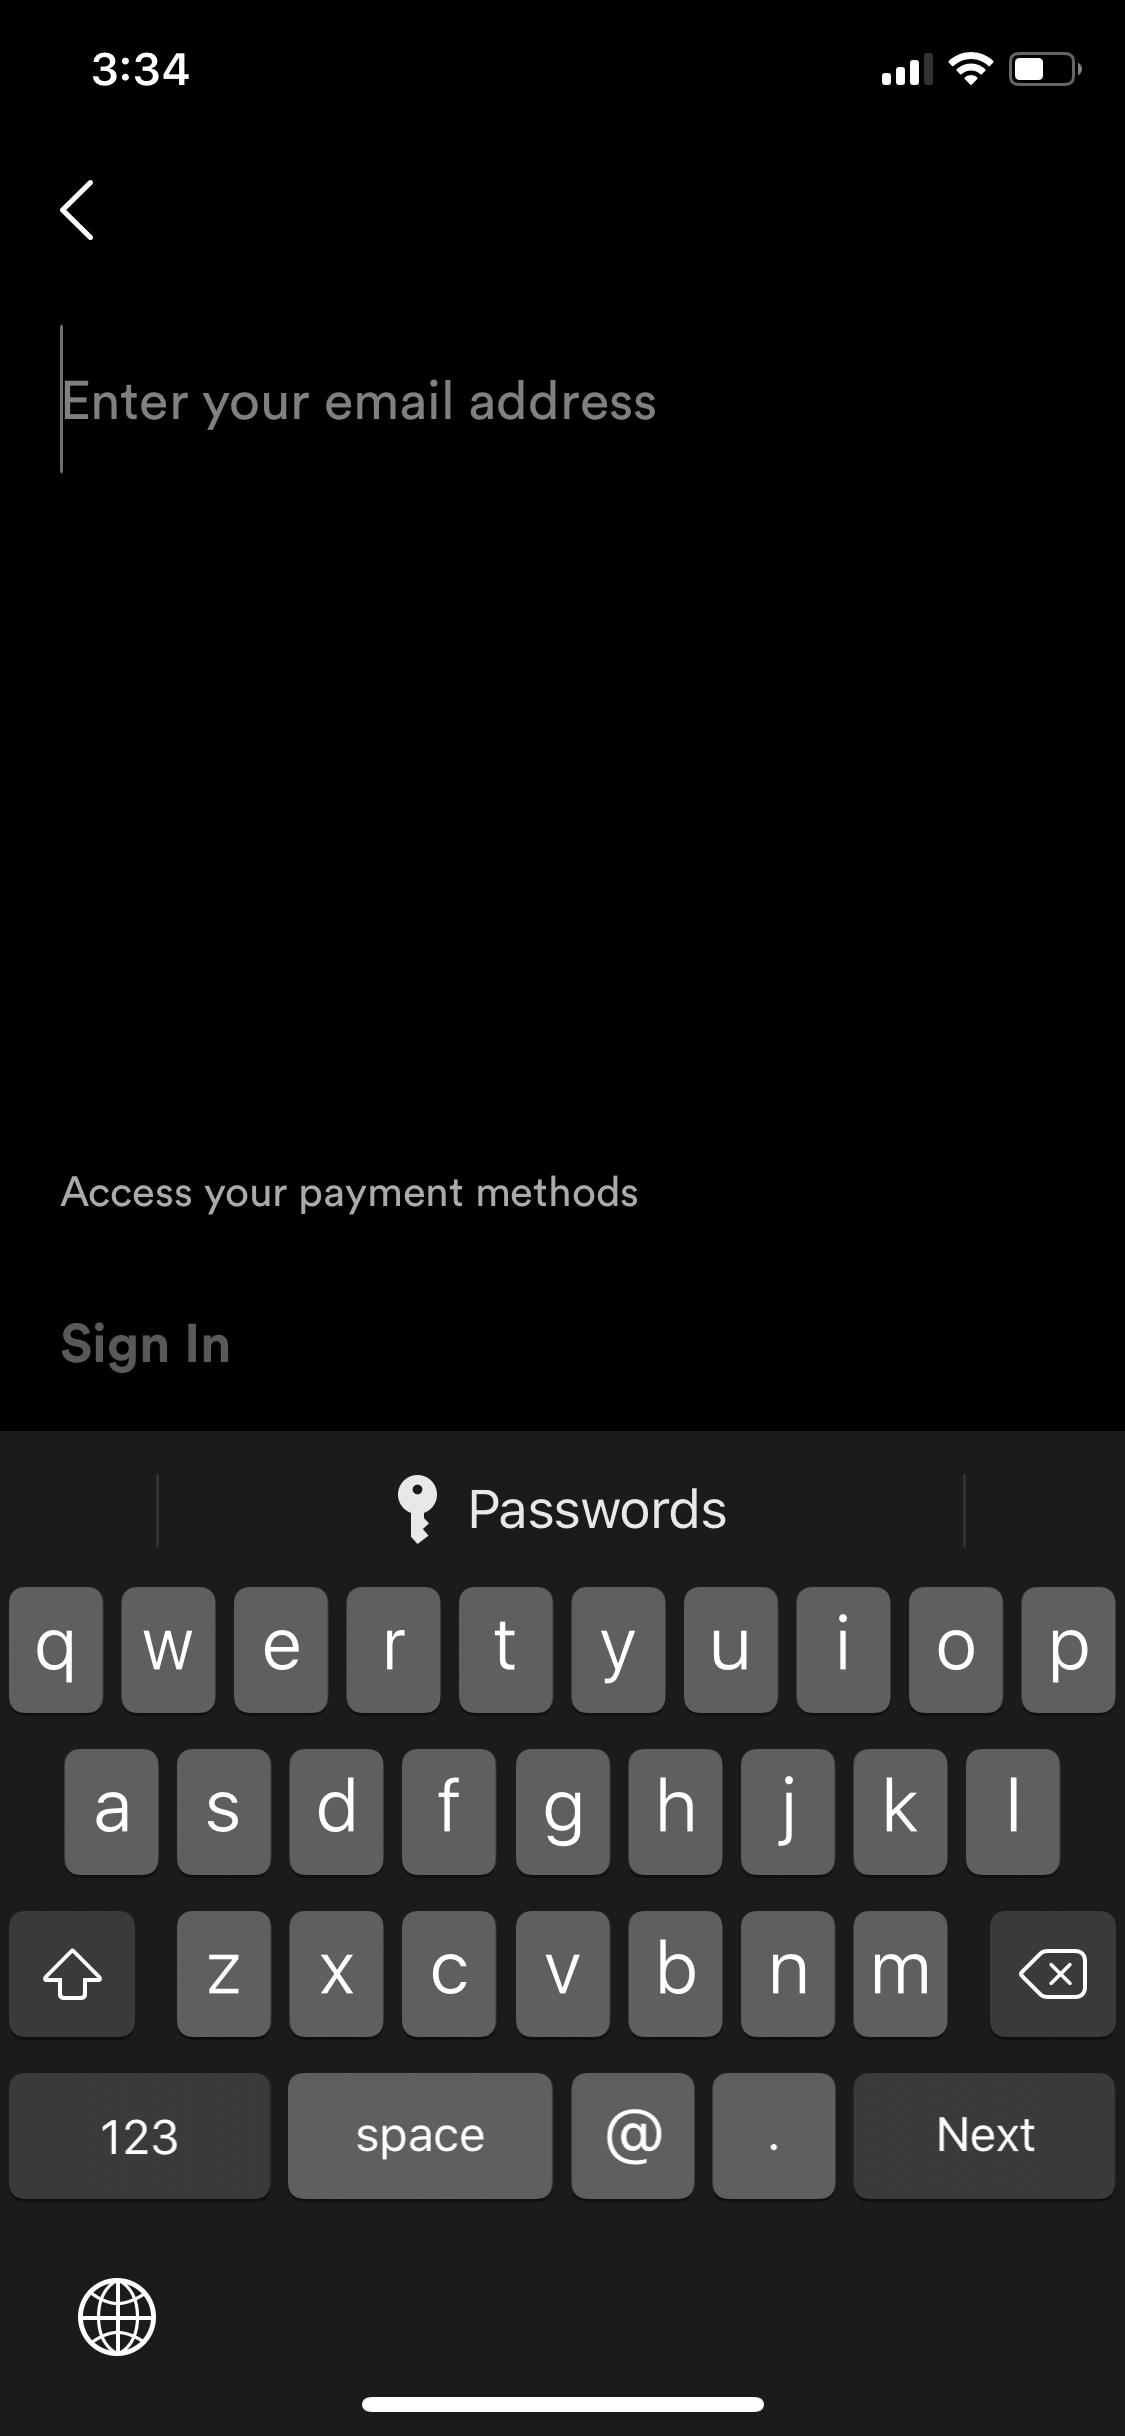 3:34
Enter your email address
Access your payment methods
Sign In
Passwords
q w e r t y u i o p
a s d f g h j k l
z x c v b n m
123 space @ . Next